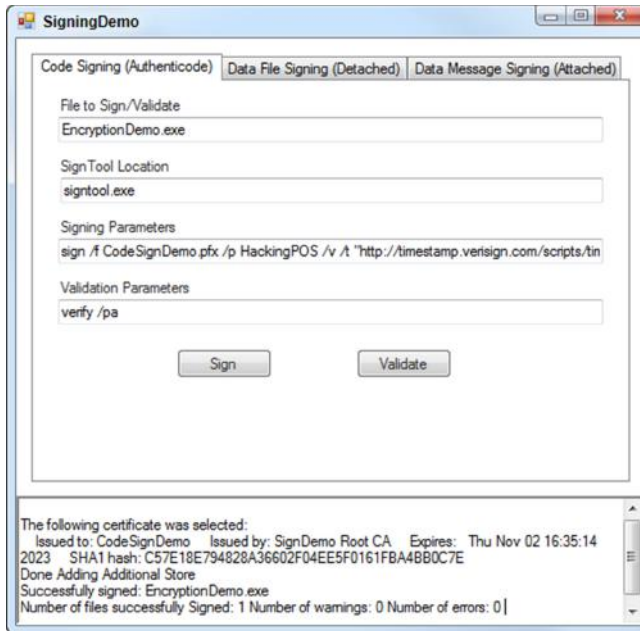 SigningDemo
Code Signing (Authenticode) Data File Signing (Detached) Data Message Signing (Attached)
File to Sign/Validate
EncryptionDemo.exe
SignTool Location
signtool.exe
Signing Parameters
sign /f CodeSignDemo.pfx /p HackingPOS /v /t "http://timestamp.verisign.com/scripts/tin
Validation Parameters
verify /pa
Sign Validate
The following certificate was selected:
Issued to: CodeSignDemo Issued by: SignDemo Root CA Expires: Thu Nov 02 16:35:14
2023 SHA1 hash: C57E18E794828A36602F04EE5F0161FBA4BB0C7E
Done Adding Additional Store
Successfully signed: EncryptionDemo.exe
Number of files successfully Signed: 1 Number of warnings: 0 Number of errors: 0